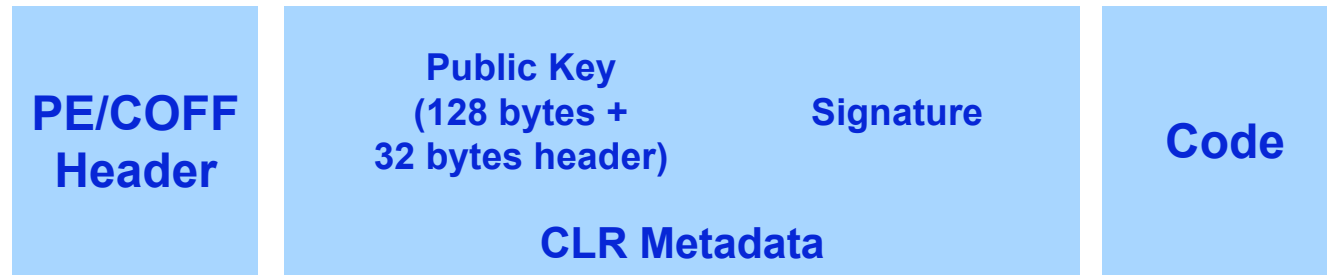 PE/COFF
Header
Public Key
(128 bytes +
32 bytes header)
Signature
CLR Metadata
Code